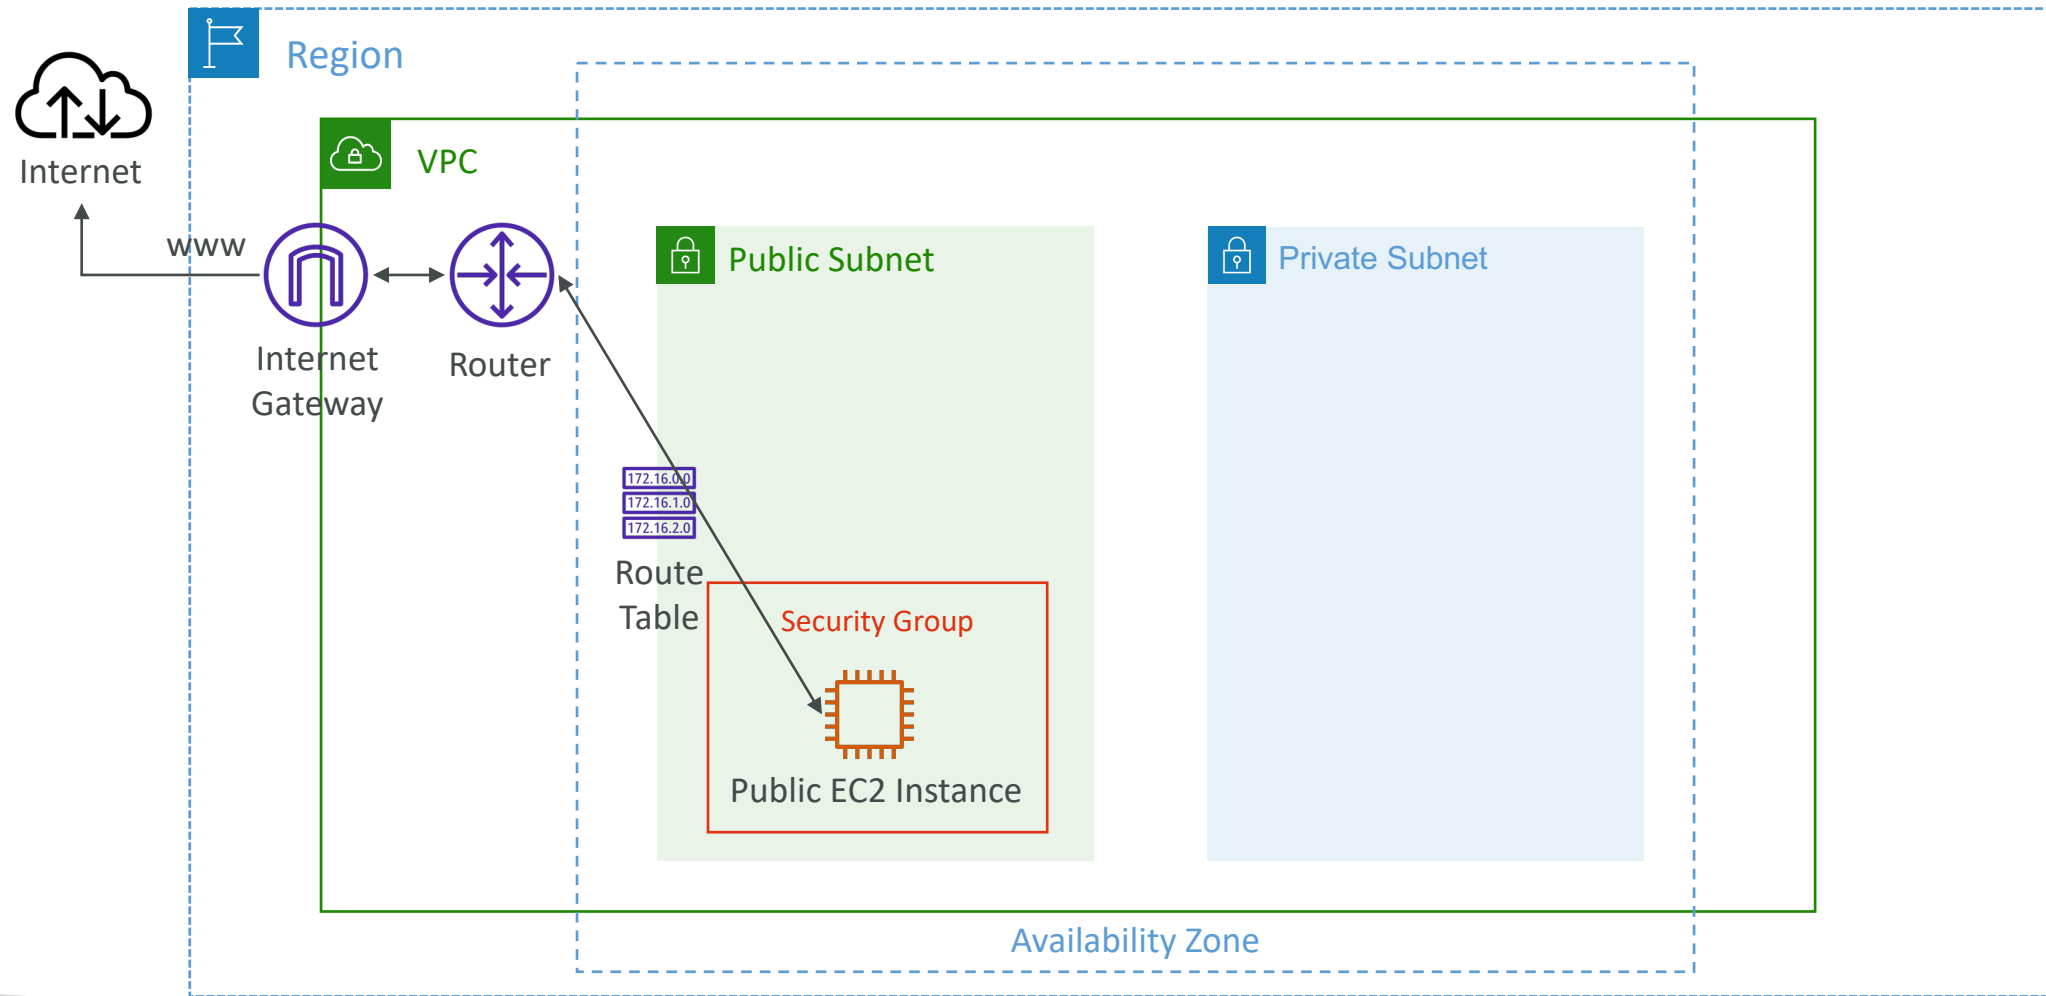 Region
Internet
VPC
www
Public Subnet
Private Subnet
Internet
Gateway
Router
172.16.0.0
172.16.1.0
172.16.2.0
Route
Table
Security Group
Public EC2 Instance
Availability Zone